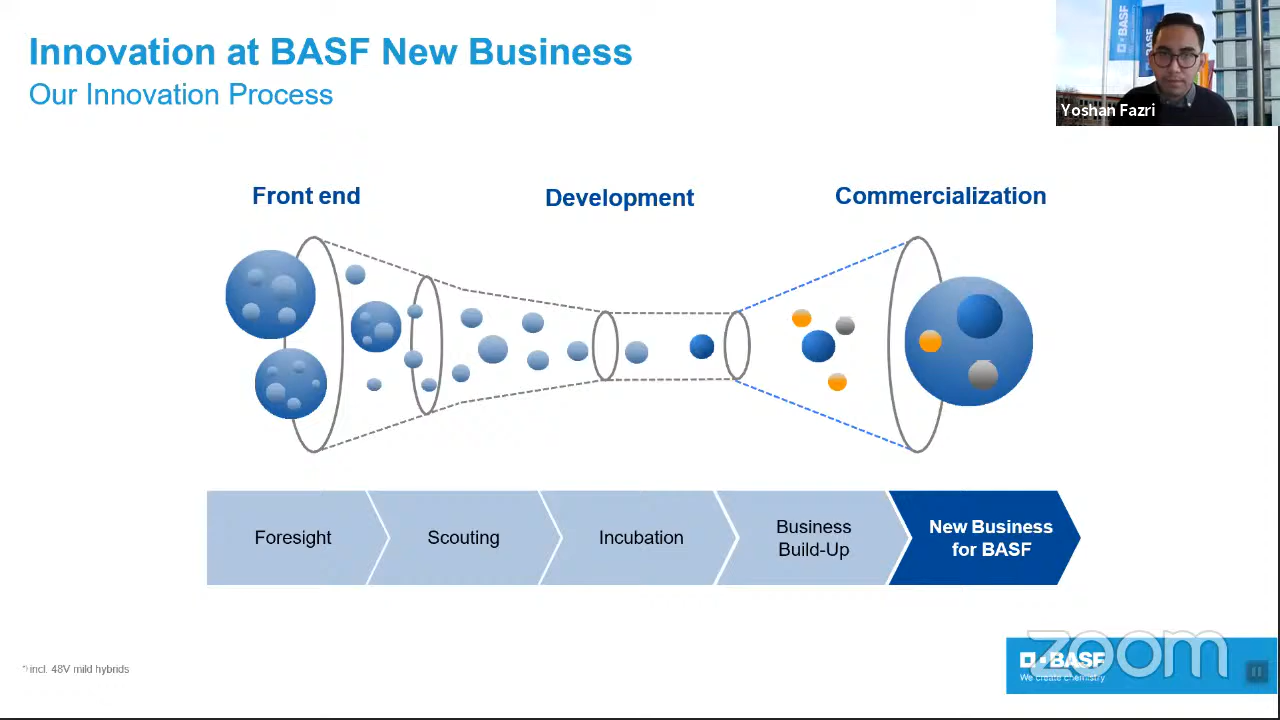 Innovation at BASF New Business
Our Innovation Process
BASF
Yoshan Fazri
Front end
Development
Commercialization
Foresight
Scouting
Incubation
Business
Build-Up
New Business
for BASF
*) incl. 48V mild hybrids
BASF
We create chemistry
zoom